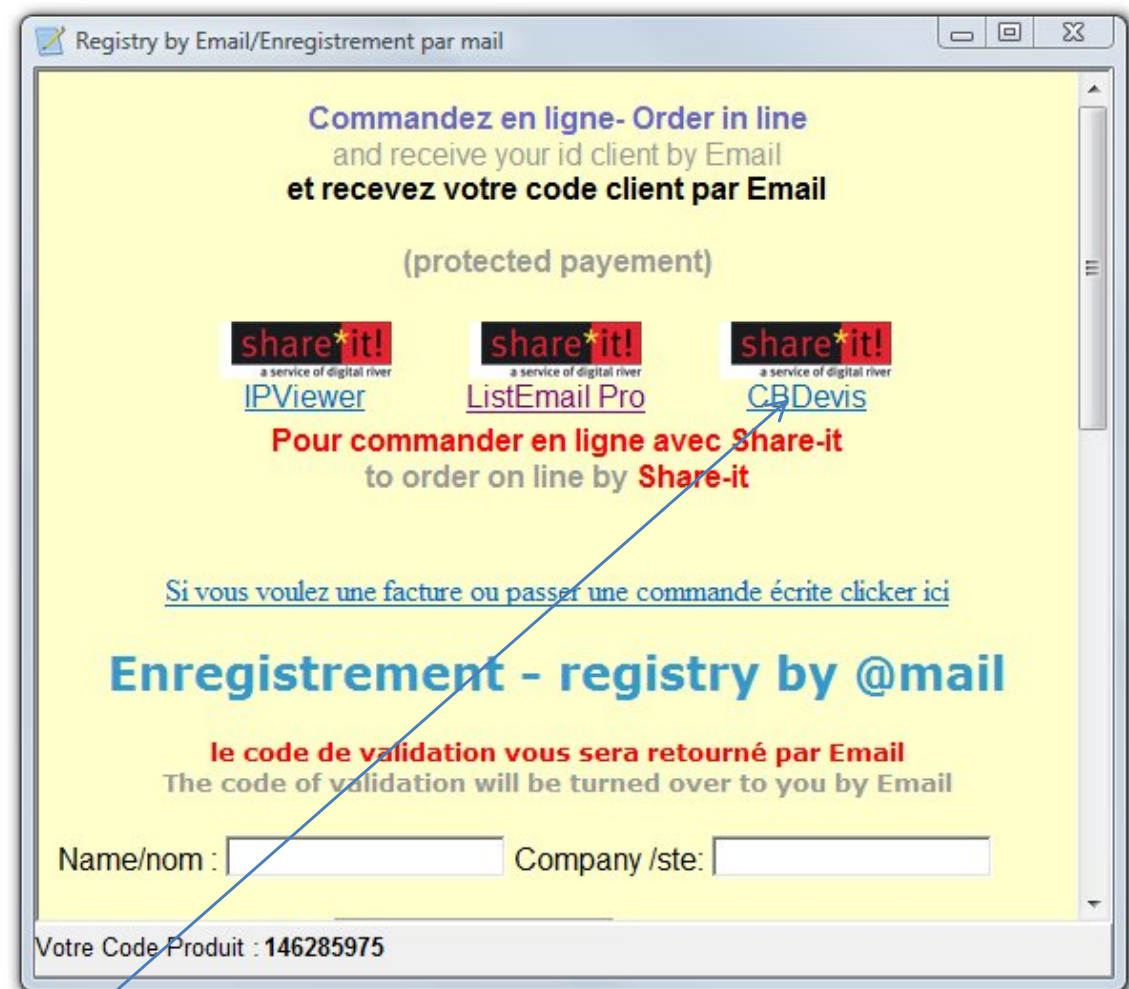 Registry by Email/Enregistrement par mail
Commandez en ligne- Order in line
and receive your id client by Email
et recevez votre code client par Email
(protected payement)
share*it! share*it! share*it!
a service of digital river a service of digital river a service of digital river
IPViewer ListEmail Pro CBDevis
Pour commander en ligne avec Share-it
to order on line by Share-it
Si vous voulez une facture ou passer une commande écrite clicker ici
Enregistrement - registry by @mail
le code de validation vous sera retourné par Email
The code of validation will be turned over to you by Email
Name/nom : Company /ste:
Votre Code Produit : 146285975